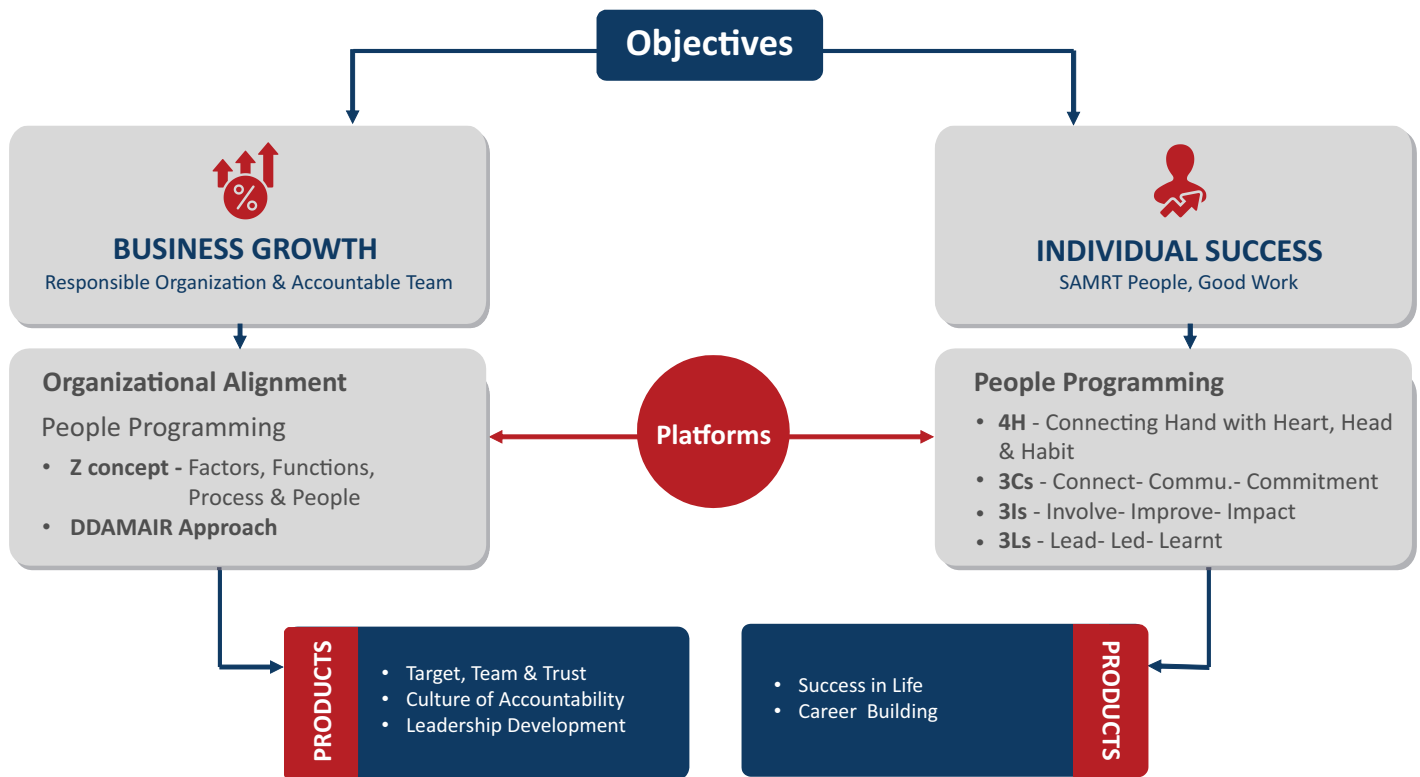 Objectives
%
BUSINESS GROWTH
Responsible Organization & Accountable Team
INDIVIDUAL SUCCESS
SAMRT People, Good Work
Organizational Alignment
People Programming
• Z concept - Factors, Functions,
Process & People
• DDAMAIR Approach
Platforms
People Programming
• 4H - Connecting Hand with Heart, Head
& Habit
• 3Cs - Connect- Commu.- Commitment
• 3Is - Involve- Improve- Impact
• 3Ls - Lead- Led- Learnt
PRODUCTS
• Target, Team & Trust
• Culture of Accountability
• Leadership Development
• Success in Life
• Career Building
PRODUCTS